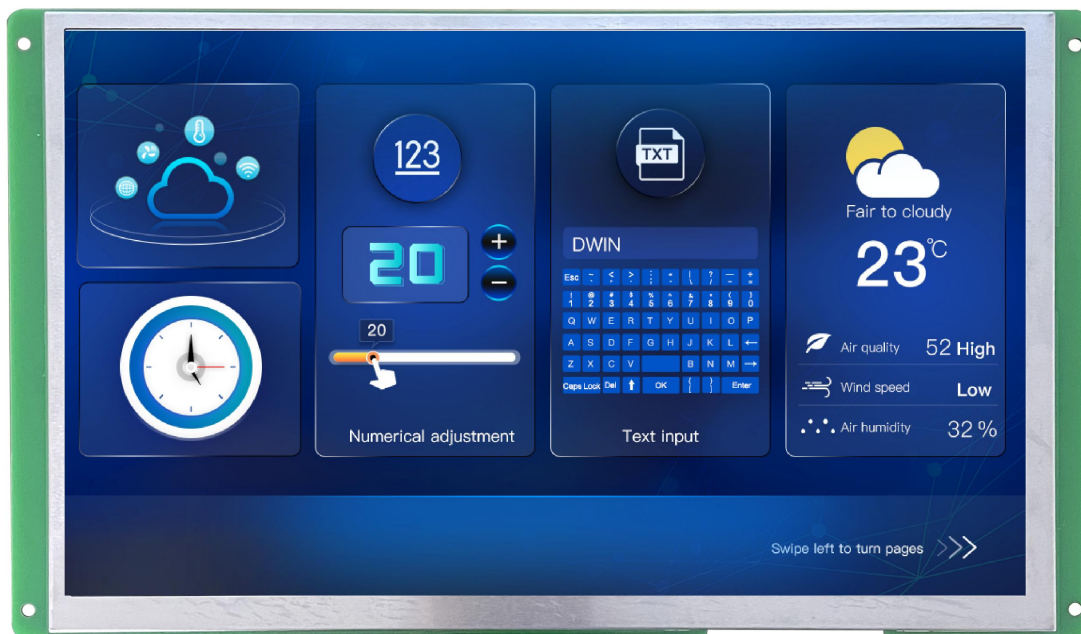 123
20
+
−
20
Numerical adjustment
TXT
DWIN
Esc
Q W E R T Y U I O P
A S D F G H J K L ←
Z X C V B N M →
Caps Lock Del ↑ OK { } Enter
Text input
Fair to cloudy
23℃
Air quality 52 High
Wind speed Low
Air humidity 32 %
Swipe left to turn pages